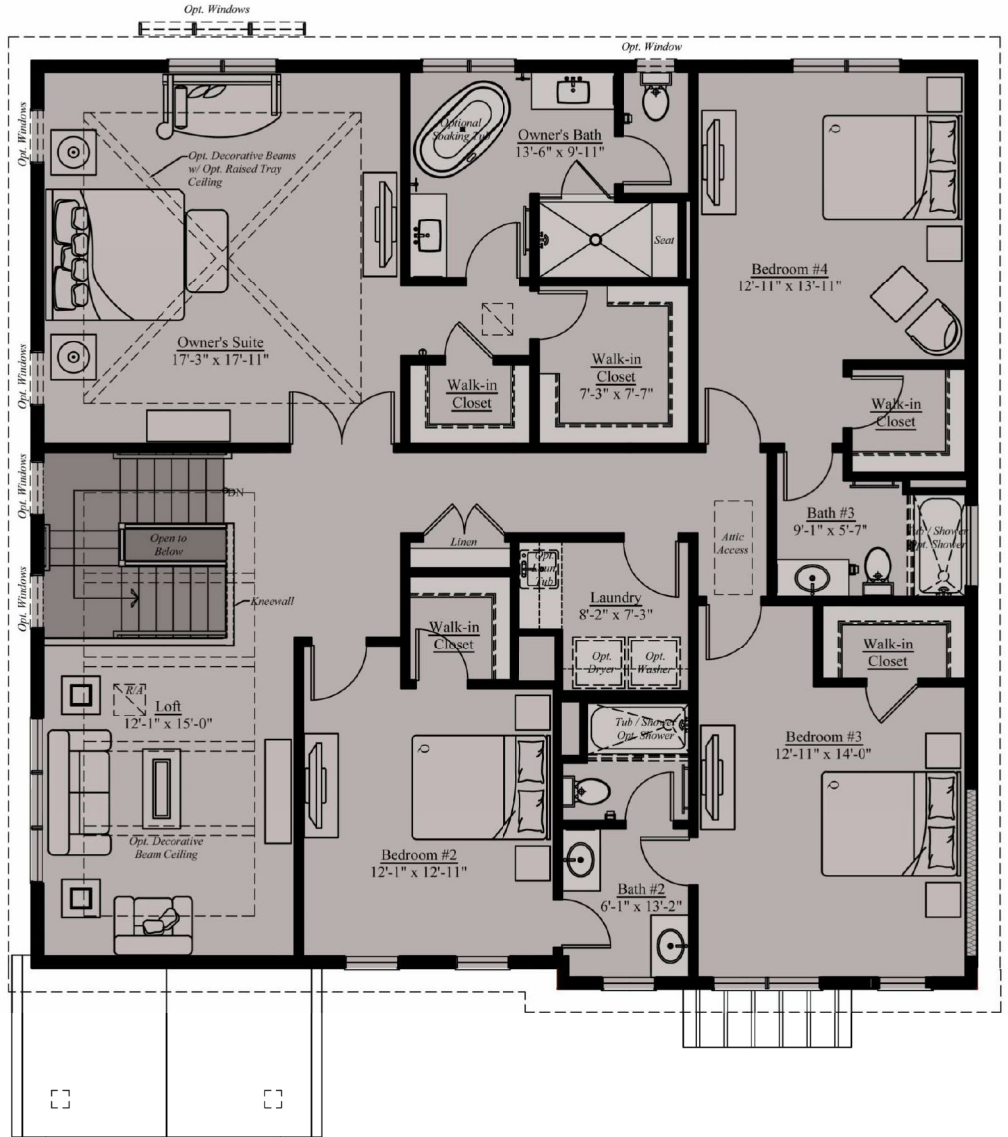 Opt. Windows
Opt. Window
Opt. Windows
Optional
Soaking Tub
Owner's Bath
13'-6" x 9'-11"
Opt. Decorative Beams
w/ Opt. Raised Tray
Ceiling
Seat
Bedroom #4
12'-11" x 13'-11"
Owner's Suite
17'-3" x 17'-11"
Opt. Windows
Walk-in
Closet
7'-3" x 7'-7"
Walk-in
Closet
Walk-in
Closet
Opt. Windows
DN
Open to
Below
Linen
Attic
Access
Bath #3
9'-1" x 5'-7"
Tub / Shower
Opt. Shower
Opt. Windows
Kneewall
Opt.
Laun.
Tub
Laundry
8'-2" x 7'-3"
Walk-in
Closet
Walk-in
Closet
Opt.
Dryer
Opt.
Washer
R/A
Loft
12'-1" x 15'-0"
Tub / Shower
Opt. Shower
Bedroom #3
12'-11" x 14'-0"
Opt. Decorative
Beam Ceiling
Bedroom #2
12'-1" x 12'-11"
Bath #2
6'-1" x 13'-2"